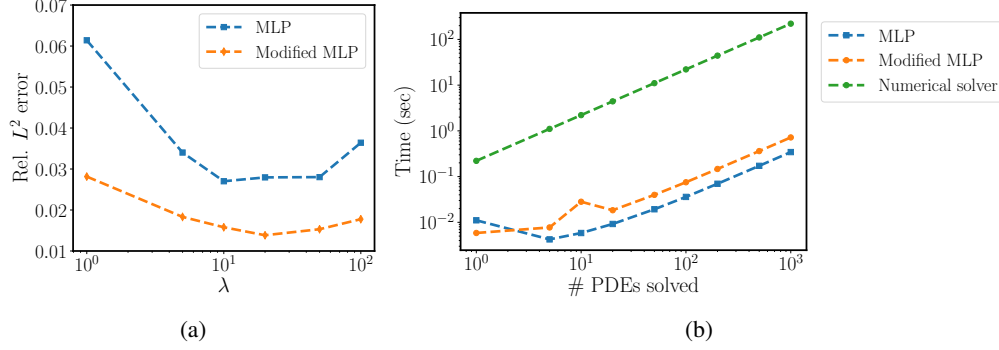 0.07
0.06
0.05
0.04
0.03
0.02
0.01
Rel. L² error
10⁰
10¹
10²
λ
MLP
Modified MLP
(a)
10²
10¹
10⁰
10⁻¹
10⁻²
Time (sec)
10⁰
10¹
10²
10³
# PDEs solved
MLP
Modified MLP
Numerical solver
(b)